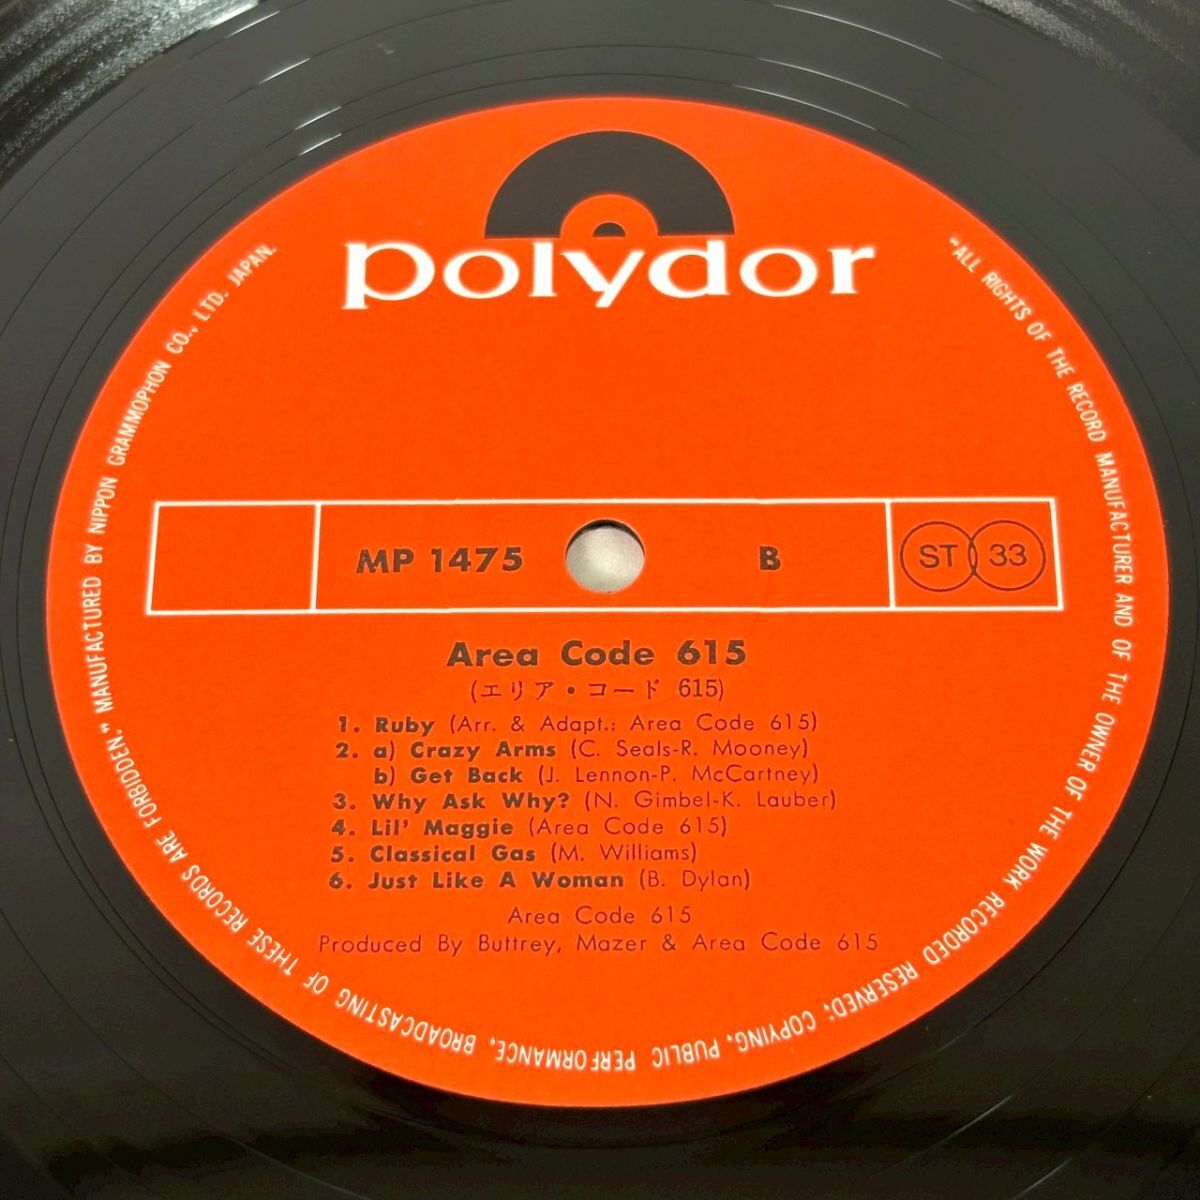 polydor
MP 1475 B ST 33
Area Code 615
(エリア・コード 615)
1. Ruby (Arr. & Adapt.: Area Code 615)
2. a) Crazy Arms (C. Seals-R. Mooney)
b) Get Back (J. Lennon-P. McCartney)
3. Why Ask Why? (N. Gimbel-K. Lauber)
4. Lil' Maggie (Area Code 615)
5. Classical Gas (M. Williams)
6. Just Like A Woman (B. Dylan)
Area Code 615
Produced By Buttrey, Mazer & Area Code 615
"ALL RIGHTS OF THE RECORD MANUFACTURER AND OF THE OWNER OF THE WORK RECORDED RESERVED; COPYING, PUBLIC PERFORMANCE, BROADCASTING OF THESE RECORDS ARE FORBIDDEN." MANUFACTURED BY NIPPON GRAMMOPHON CO., LTD. JAPAN.